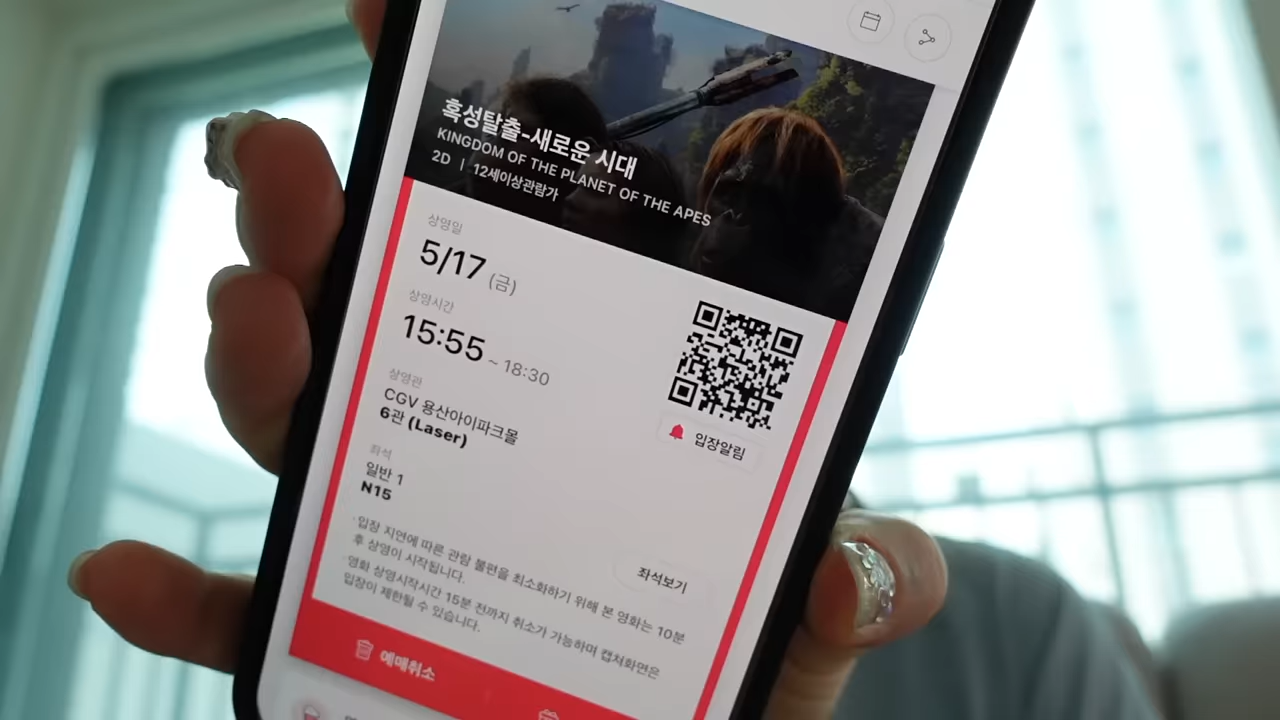 혹성탈출-새로운 시대
KINGDOM OF THE PLANET OF THE APES
2D | 12세이상관람가
상영일
5/17 (금)
상영시간
15:55 ~ 18:30
상영관
CGV 용산아이파크몰
6관 (Laser)
입장알림
좌석
일반 1
N15
좌석보기
·입장 지연에 따른 관람 불편을 최소화하기 위해 본 영화는 10분
후 상영이 시작됩니다.
·영화 상영시작시간 15분 전까지 취소가 가능하며 캡처화면은
입장이 제한될 수 있습니다.
예매취소